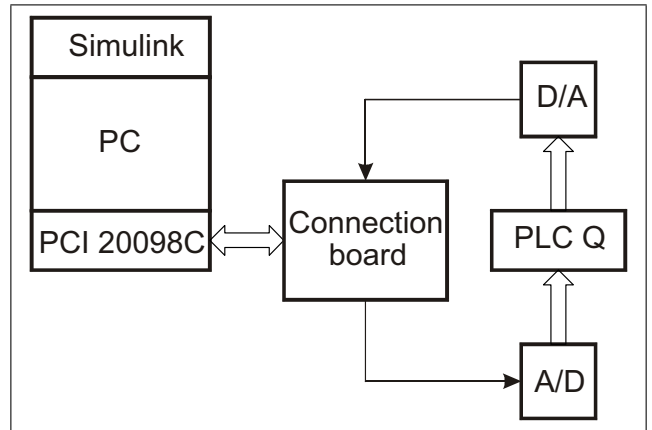 Simulink
PC
PCI 20098C
Connection
board
D/A
PLC Q
A/D